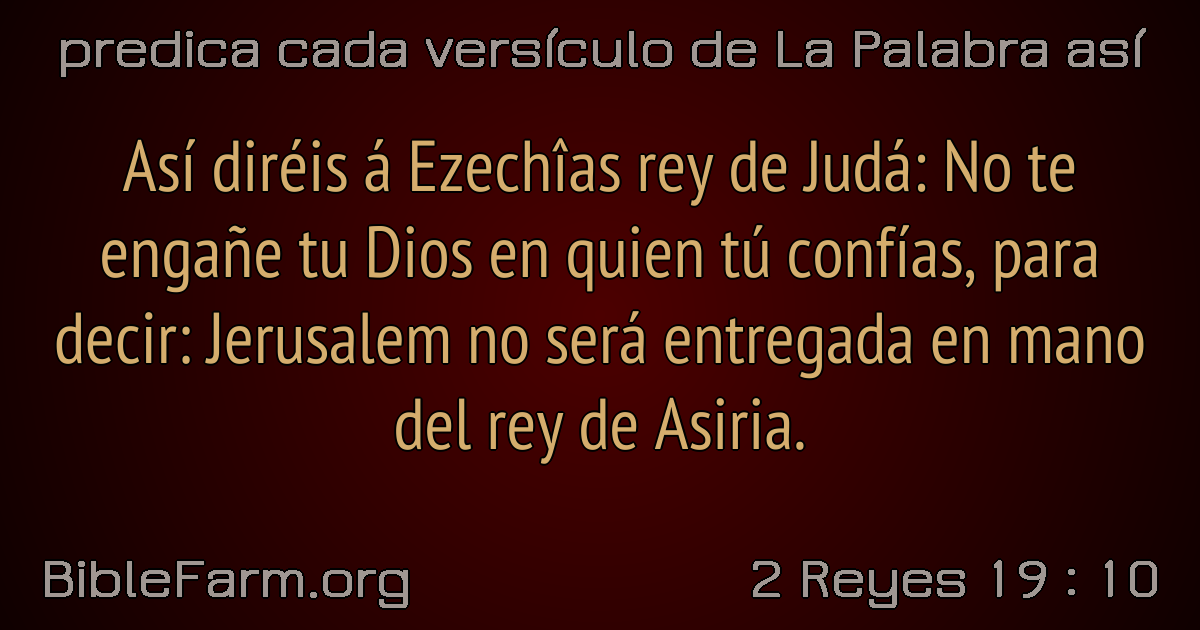 predica cada versículo de La Palabra así
Así diréis á Ezechîas rey de Judá: No te
engañe tu Dios en quien tú confías, para
decir: Jerusalem no será entregada en mano
del rey de Asiria.
BibleFarm.org
2 Reyes 19 : 10